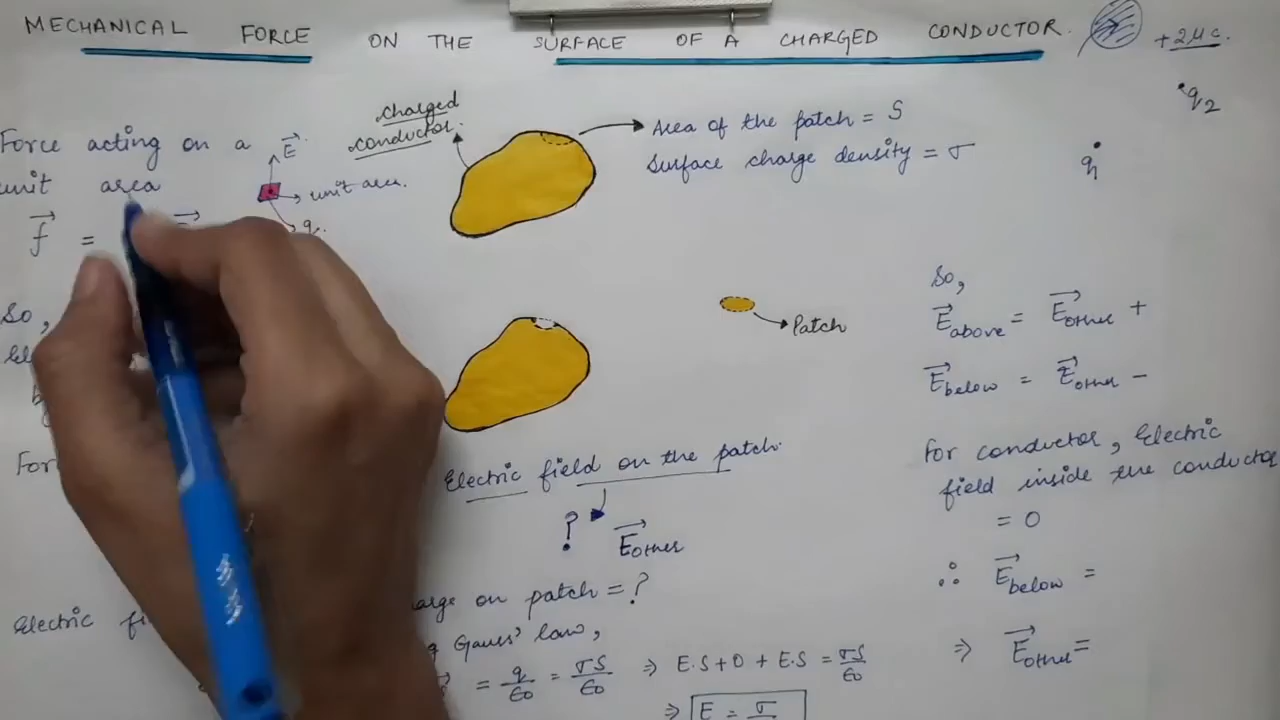 MECHANICAL FORCE ON THE SURFACE OF A CHARGED CONDUCTOR.
+2μc.
q2
q1
Force acting on a
unit area
f =
E
unit area.
q.
charged
conductor.
Area of the patch = S
Surface charge density = σ
So,
For
Electric
Patch
Electric field on the patch.
?
E other
charge on patch = ?
Gauss' law,
= q/ε0 = σS/ε0 ⇒ E.S + 0 + E.S = σS/ε0
⇒ E = σ
So,
E above = E other +
E below = E other −
For conductor, Electric
field inside the conductor
= 0
∴ E below =
⇒ E other =